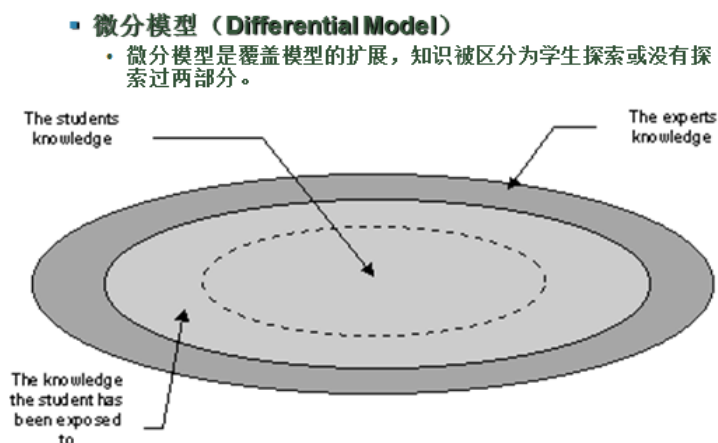 微分模型（Differential Model）
微分模型是覆盖模型的扩展，知识被区分为学生探索或没有探
索过两部分。
The students
knowledge
The experts
knowledge
The knowledge
the student has
been exposed
to